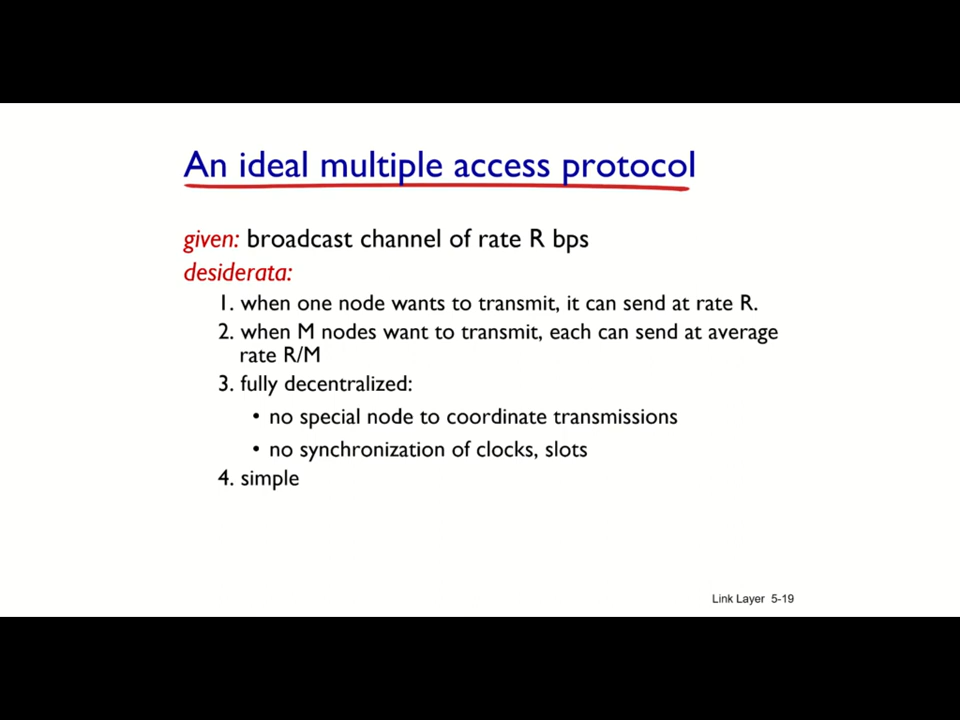 An ideal multiple access protocol
given: broadcast channel of rate R bps
desiderata:
1. when one node wants to transmit, it can send at rate R.
2. when M nodes want to transmit, each can send at average
rate R/M
3. fully decentralized:
• no special node to coordinate transmissions
• no synchronization of clocks, slots
4. simple
Link Layer 5-19